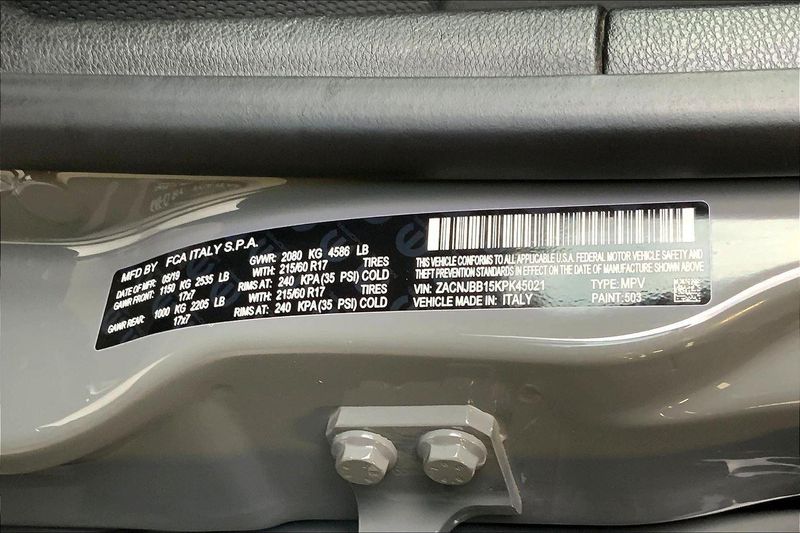 MFD BY FCA ITALY S.P.A.
DATE OF MFR: 05/19 GVWR: 2080 KG 4586 LB
GAWR FRONT: 1150 KG 2535 LB WITH: 215/60 R17 TIRES
17x7 RIMS AT: 240 KPA(35 PSI) COLD
GAWR REAR: 1000 KG 2205 LB WITH: 215/60 R17 TIRES
17x7 RIMS AT: 240 KPA(35 PSI) COLD
THIS VEHICLE CONFORMS TO ALL APPLICABLE U.S.A. FEDERAL MOTOR VEHICLE SAFETY AND
THEFT PREVENTION STANDARDS IN EFFECT ON THE DATE OF MANUFACTURE SHOWN ABOVE
VIN: ZACNJBB15KPK45021 TYPE: MPV
VEHICLE MADE IN: ITALY PAINT: 503